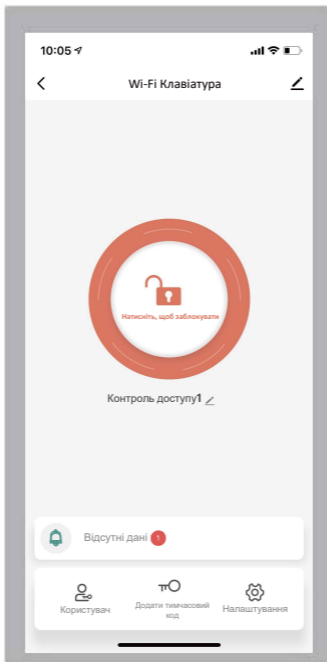 10:05
Wi-Fi Клавіатура
Натисніть, щоб заблокувати
Контроль доступу1
Відсутні дані 1
Користувач
Додати тимчасовий
код
Налаштування